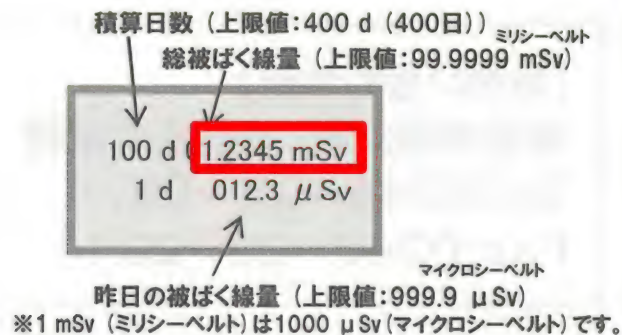 積算日数（上限値：400 d（400日））
ミリシーベルト
総被ばく線量（上限値：99.9999 mSv）
100 d 01.2345 mSv
1 d 012.3 μSv
マイクロシーベルト
昨日の被ばく線量（上限値：999.9 μSv）
※1 mSv（ミリシーベルト）は1000 μSv（マイクロシーベルト）です。